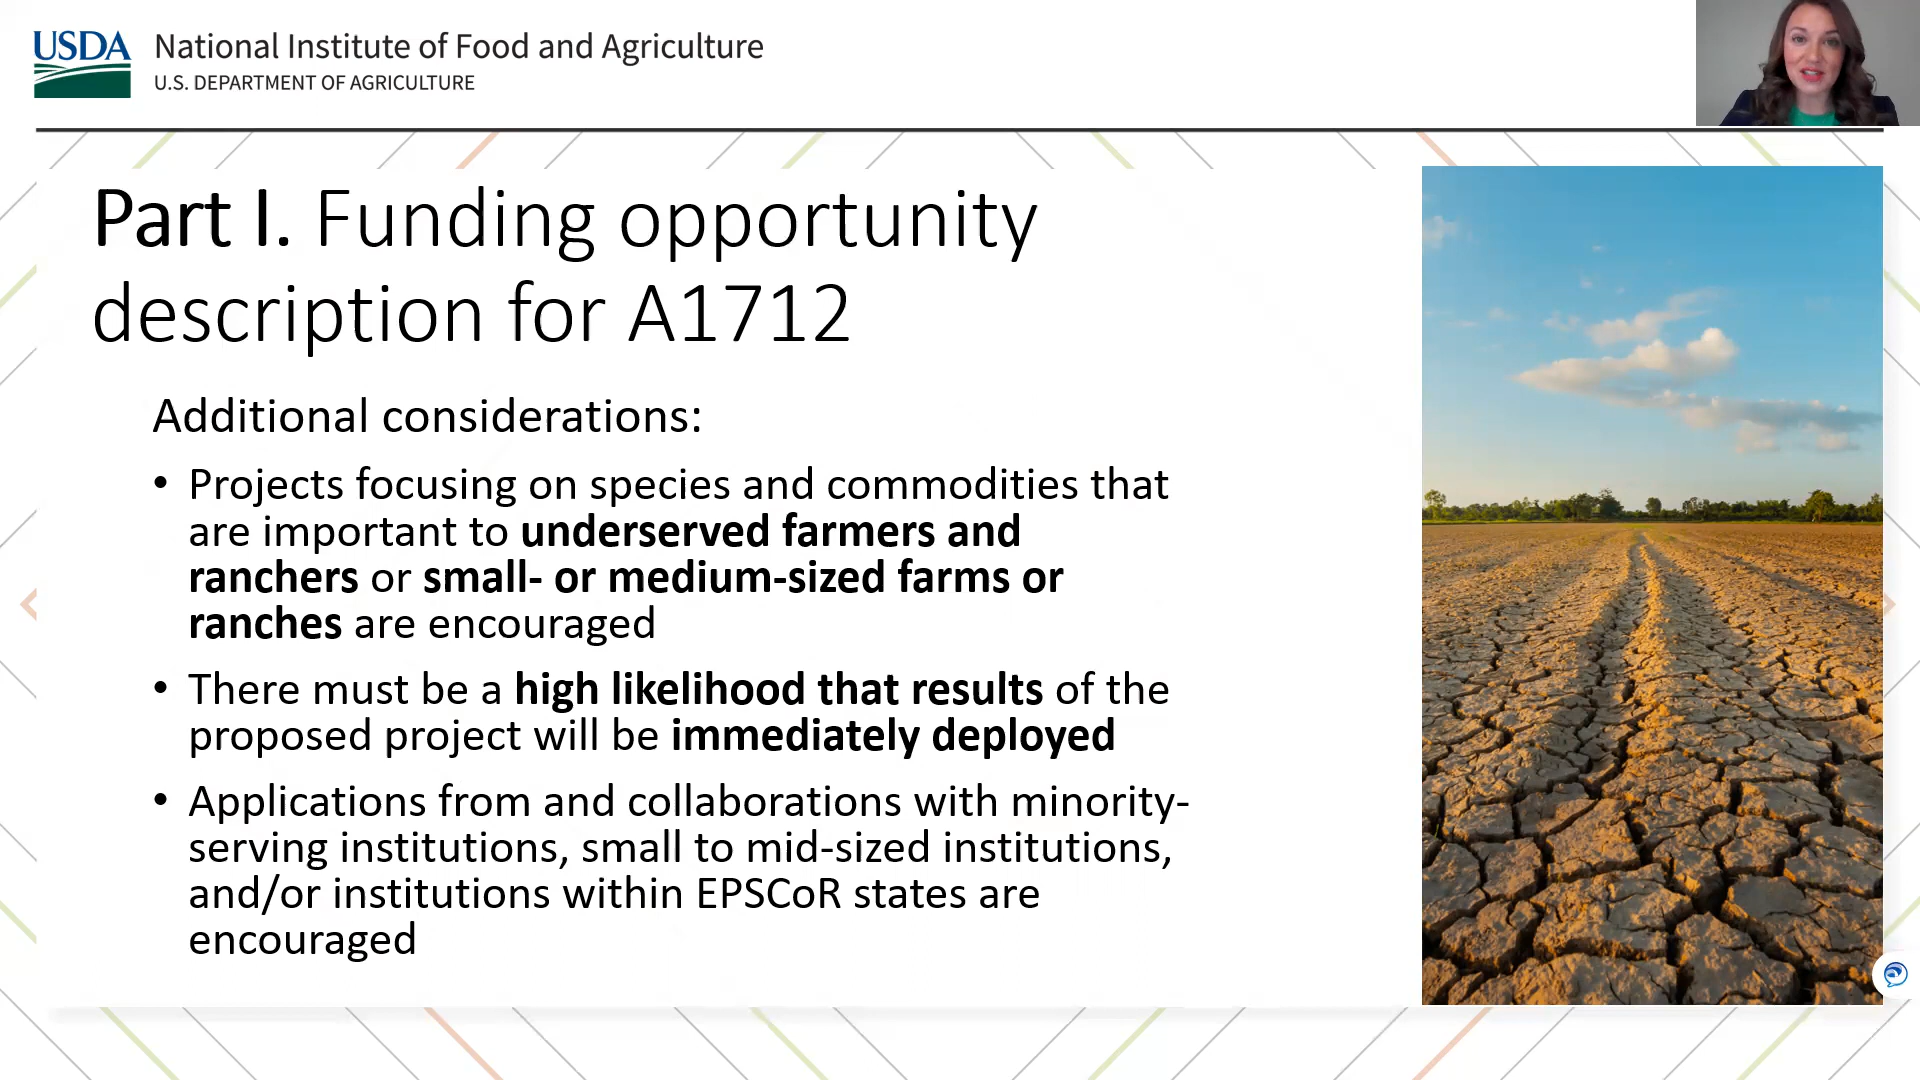 USDA
National Institute of Food and Agriculture
U.S. DEPARTMENT OF AGRICULTURE
Part I. Funding opportunity
description for A1712
Additional considerations:
• Projects focusing on species and commodities that
are important to underserved farmers and
ranchers or small- or medium-sized farms or
ranches are encouraged
• There must be a high likelihood that results of the
proposed project will be immediately deployed
• Applications from and collaborations with minority-
serving institutions, small to mid-sized institutions,
and/or institutions within EPSCoR states are
encouraged